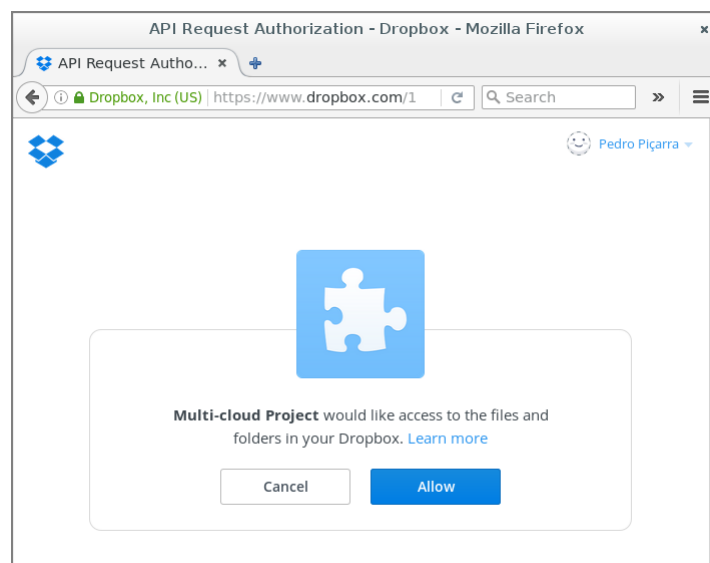 API Request Authorization - Dropbox - Mozilla Firefox
API Request Autho...
Dropbox, Inc (US) https://www.dropbox.com/1 Search
Pedro Piçarra
Multi-cloud Project would like access to the files and
folders in your Dropbox. Learn more
Cancel Allow